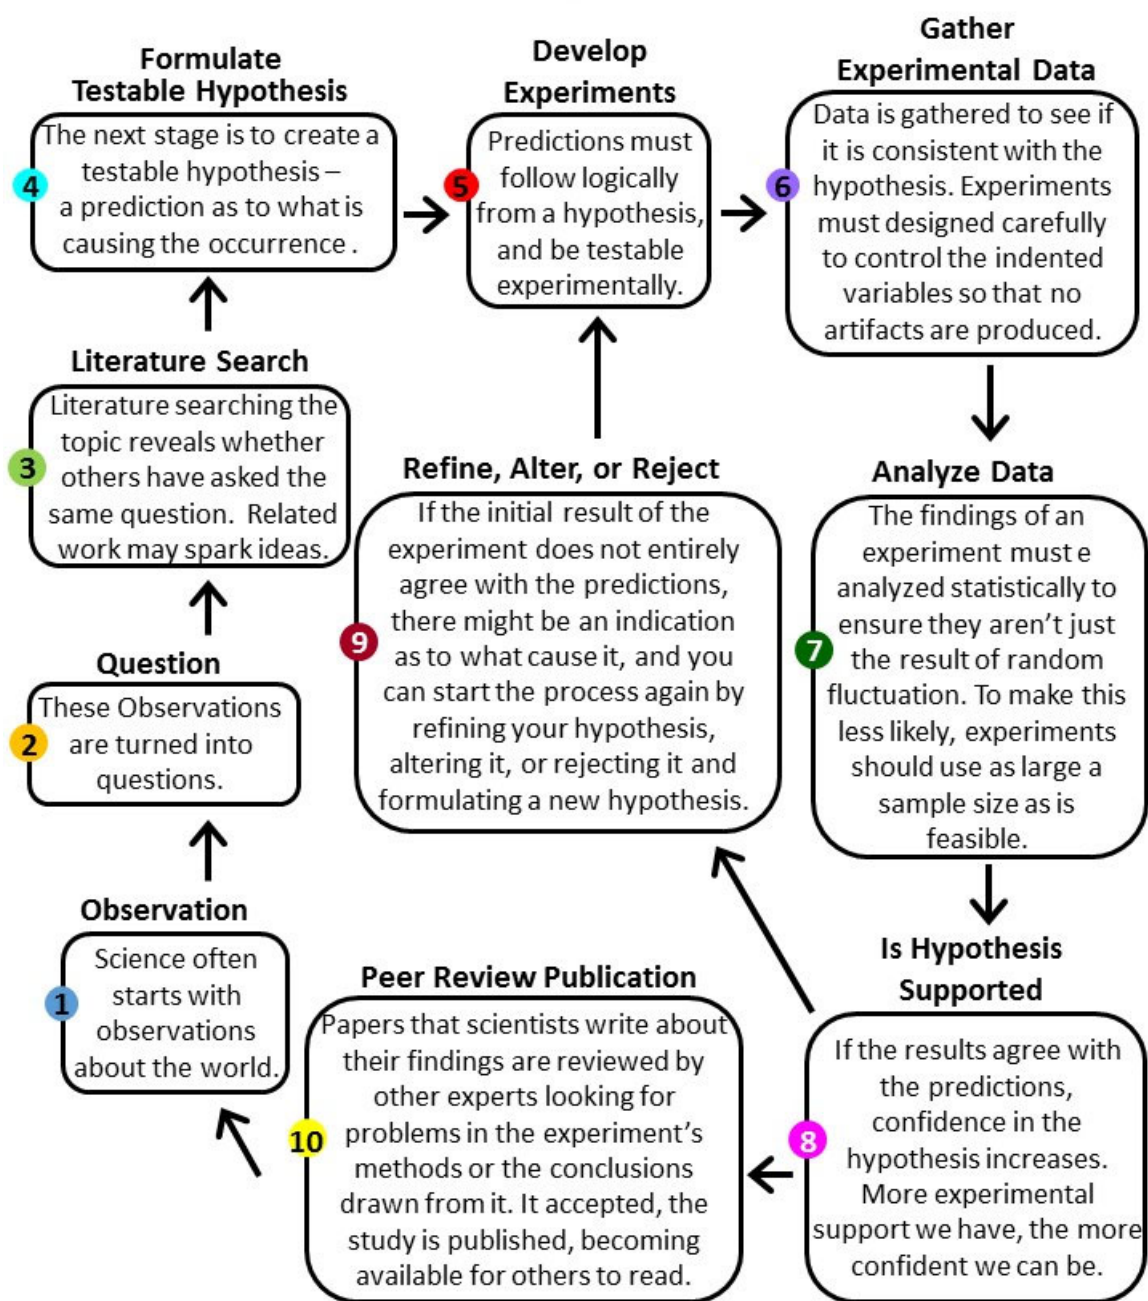 Observation
1
Science often
starts with
observations
about the world.
Question
2
These Observations
are turned into
questions.
Literature Search
3
Literature searching the
topic reveals whether
others have asked the
same question. Related
work may spark ideas.
Formulate
Testable Hypothesis
4
The next stage is to create a
testable hypothesis –
a prediction as to what is
causing the occurrence .
Develop
Experiments
5
Predictions must
follow logically
from a hypothesis,
and be testable
experimentally.
Gather
Experimental Data
6
Data is gathered to see if
it is consistent with the
hypothesis. Experiments
must designed carefully
to control the indented
variables so that no
artifacts are produced.
Analyze Data
7
The findings of an
experiment must e
analyzed statistically to
ensure they aren't just
the result of random
fluctuation. To make this
less likely, experiments
should use as large a
sample size as is
feasible.
Is Hypothesis
Supported
8
If the results agree with
the predictions,
confidence in the
hypothesis increases.
More experimental
support we have, the more
confident we can be.
Refine, Alter, or Reject
9
If the initial result of the
experiment does not entirely
agree with the predictions,
there might be an indication
as to what cause it, and you
can start the process again by
refining your hypothesis,
altering it, or rejecting it and
formulating a new hypothesis.
Peer Review Publication
10
Papers that scientists write about
their findings are reviewed by
other experts looking for
problems in the experiment's
methods or the conclusions
drawn from it. It accepted, the
study is published, becoming
available for others to read.